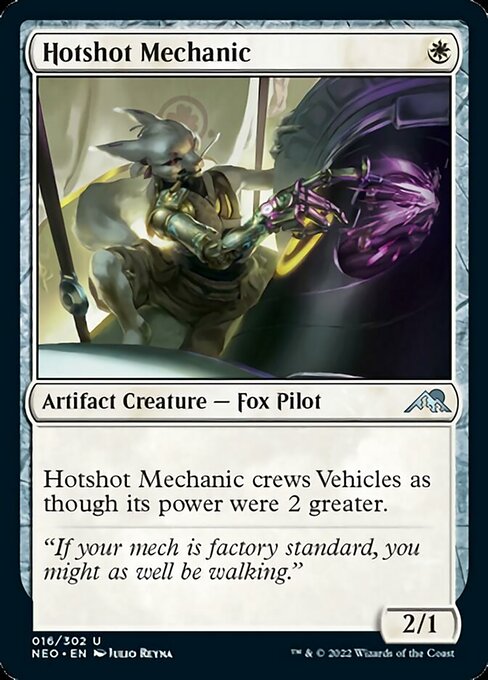 Hotshot Mechanic
Artifact Creature — Fox Pilot
Hotshot Mechanic crews Vehicles as
though its power were 2 greater.
“If your mech is factory standard, you
might as well be walking.”
2/1
016/302 U
NEO • EN Julio Reyna
™ & © 2022 Wizards of the Coast